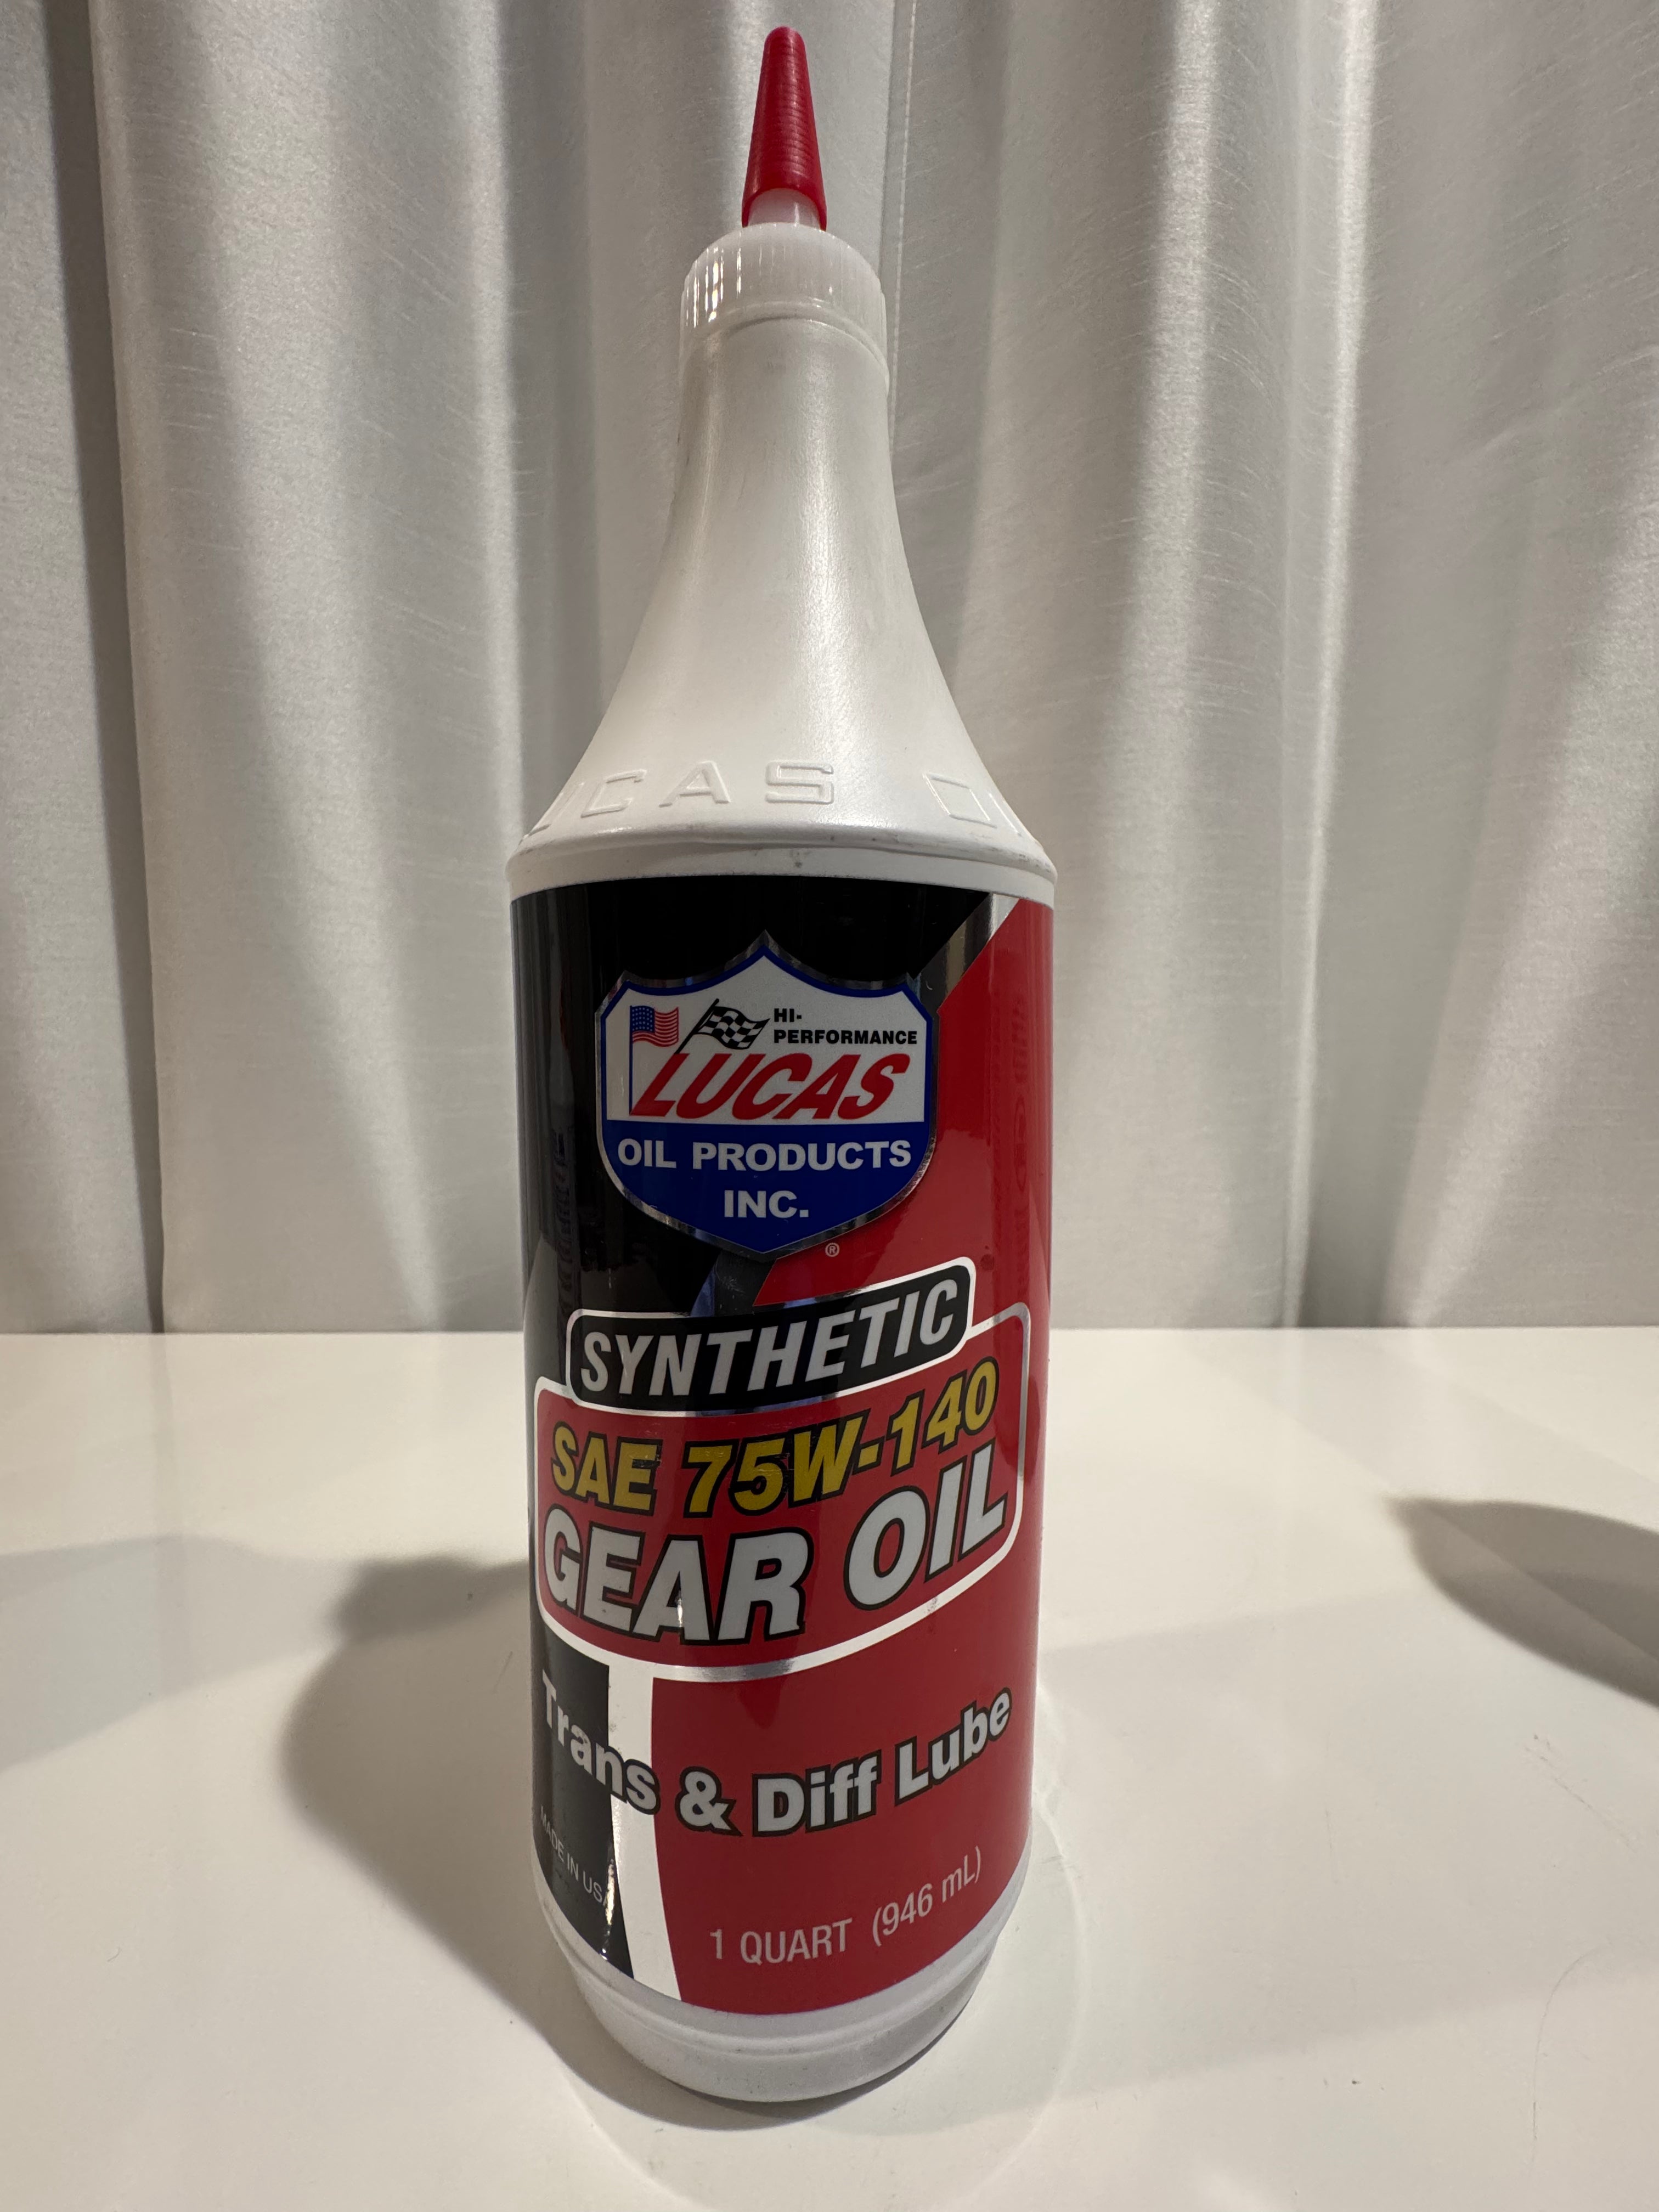 LUCAS OI
HI-
PERFORMANCE
LUCAS
OIL PRODUCTS
INC.
®
SYNTHETIC
SAE 75W-140
GEAR OIL
Trans & Diff Lube
MADE IN USA
1 QUART (946 mL)